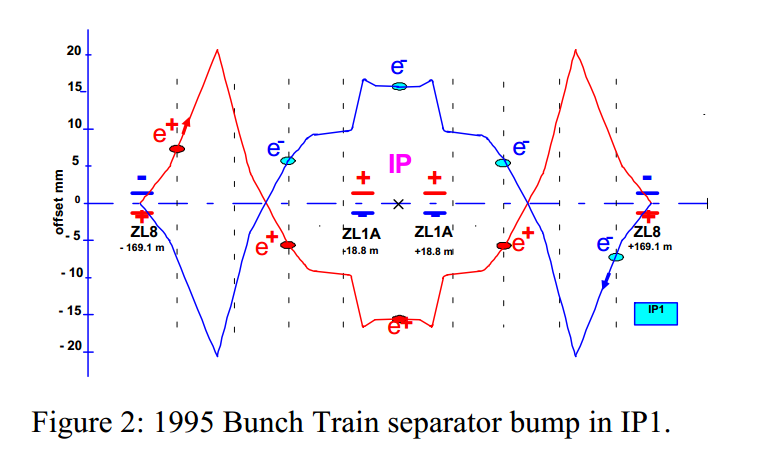 20
15
10
5
0
- 5
- 10
- 15
- 20
offset mm
e+
e-
e-
e-
IP
- +
ZL8
- 169.1 m
+ -
ZL1A
+18.8 m
+ -
ZL1A
+18.8 m
- +
ZL8
+169.1 m
e+
e+
e+
e-
IP1
Figure 2: 1995 Bunch Train separator bump in IP1.